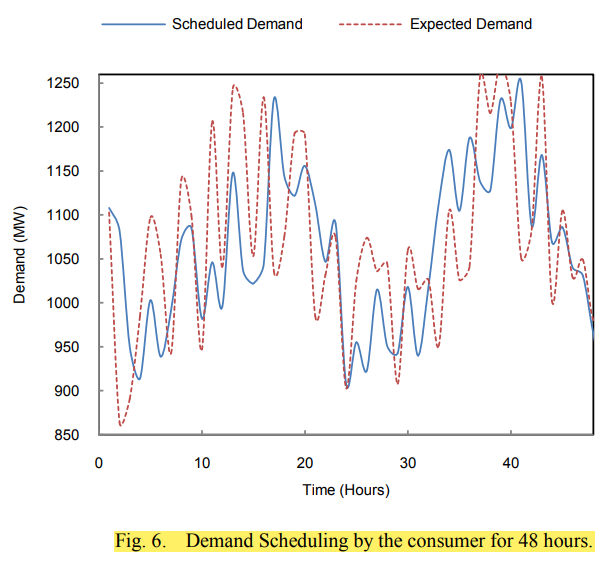 Scheduled Demand Expected Demand
1250
1200
1150
1100
1050
1000
950
900
850
Demand (MW)
0 10 20 30 40
Time (Hours)
Fig. 6. Demand Scheduling by the consumer for 48 hours.